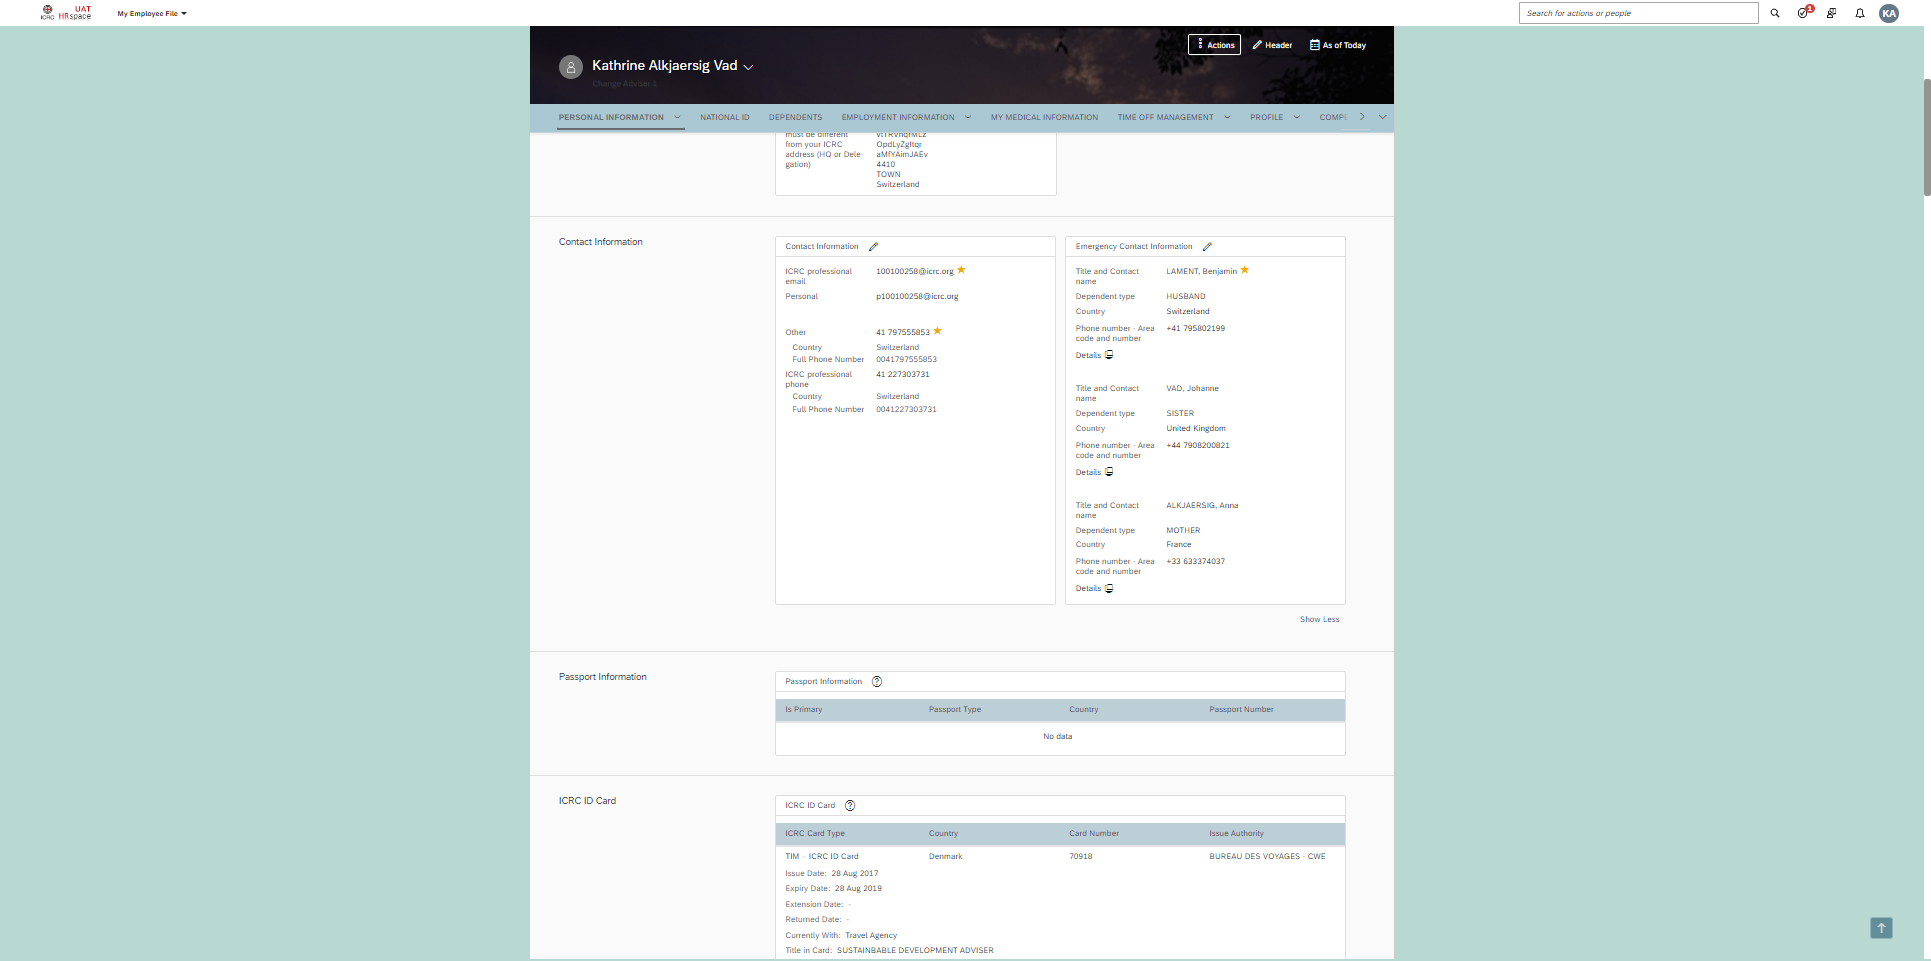 ICRC
UAT
HRspace
My Employee File
Search for actions or people
1
KA
Actions
Header
As of Today
Kathrine Alkjaersig Vad
Change Adviser 1
PERSONAL INFORMATION
NATIONAL ID
DEPENDENTS
EMPLOYMENT INFORMATION
MY MEDICAL INFORMATION
TIME OFF MANAGEMENT
PROFILE
COMPE
must be different
from your ICRC
address (HQ or Dele-
gation)
OpdLyZgltqr
aMfYAimJAEv
4410
TOWN
Switzerland
Contact Information
Contact Information
ICRC professional
email
100100258@icrc.org
Personal
p100100258@icrc.org
Other
41 797555853
Country
Switzerland
Full Phone Number
0041797555853
ICRC professional
phone
41 227303731
Country
Switzerland
Full Phone Number
0041227303731
Emergency Contact Information
Title and Contact
name
LAMENT, Benjamin
Dependent type
HUSBAND
Country
Switzerland
Phone number - Area
code and number
+41 795802199
Details
Title and Contact
name
VAD, Johanne
Dependent type
SISTER
Country
United Kingdom
Phone number - Area
code and number
+44 7908200821
Details
Title and Contact
name
ALKJAERSIG, Anna
Dependent type
MOTHER
Country
France
Phone number - Area
code and number
+33 633374037
Details
Show Less
Passport Information
Passport Information
Is Primary
Passport Type
Country
Passport Number
No data
ICRC ID Card
ICRC ID Card
ICRC Card Type
Country
Card Number
Issue Authority
TIM - ICRC ID Card
Denmark
70918
BUREAU DES VOYAGES - CWE
Issue Date: 28 Aug 2017
Expiry Date: 28 Aug 2019
Extension Date: -
Returned Date: -
Currently With: Travel Agency
Title in Card: SUSTAINBABLE DEVELOPMENT ADVISER